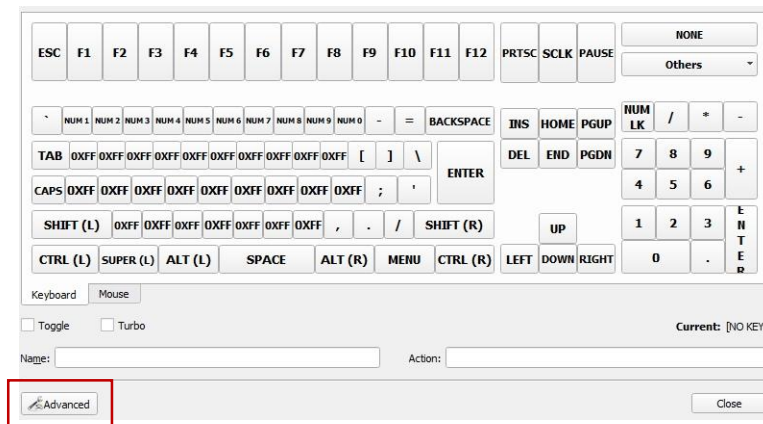 NONE
ESC F1 F2 F3 F4 F5 F6 F7 F8 F9 F10 F11 F12 PRTSC SCLK PAUSE
Others
` NUM 1 NUM 2 NUM 3 NUM 4 NUM 5 NUM 6 NUM 7 NUM 8 NUM 9 NUM 0 - = BACKSPACE INS HOME PGUP NUM LK / * -
TAB 0XFF 0XFF 0XFF 0XFF 0XFF 0XFF 0XFF 0XFF 0XFF 0XFF [ ] \ ENTER DEL END PGDN 7 8 9 +
CAPS 0XFF 0XFF 0XFF 0XFF 0XFF 0XFF 0XFF 0XFF 0XFF ; ' 4 5 6
SHIFT (L) 0XFF 0XFF 0XFF 0XFF 0XFF 0XFF 0XFF , . / SHIFT (R) UP 1 2 3 ENTER
CTRL (L) SUPER (L) ALT (L) SPACE ALT (R) MENU CTRL (R) LEFT DOWN RIGHT 0 .
Keyboard Mouse
Toggle Turbo Current: [NO KEY
Name: Action:
Advanced Close